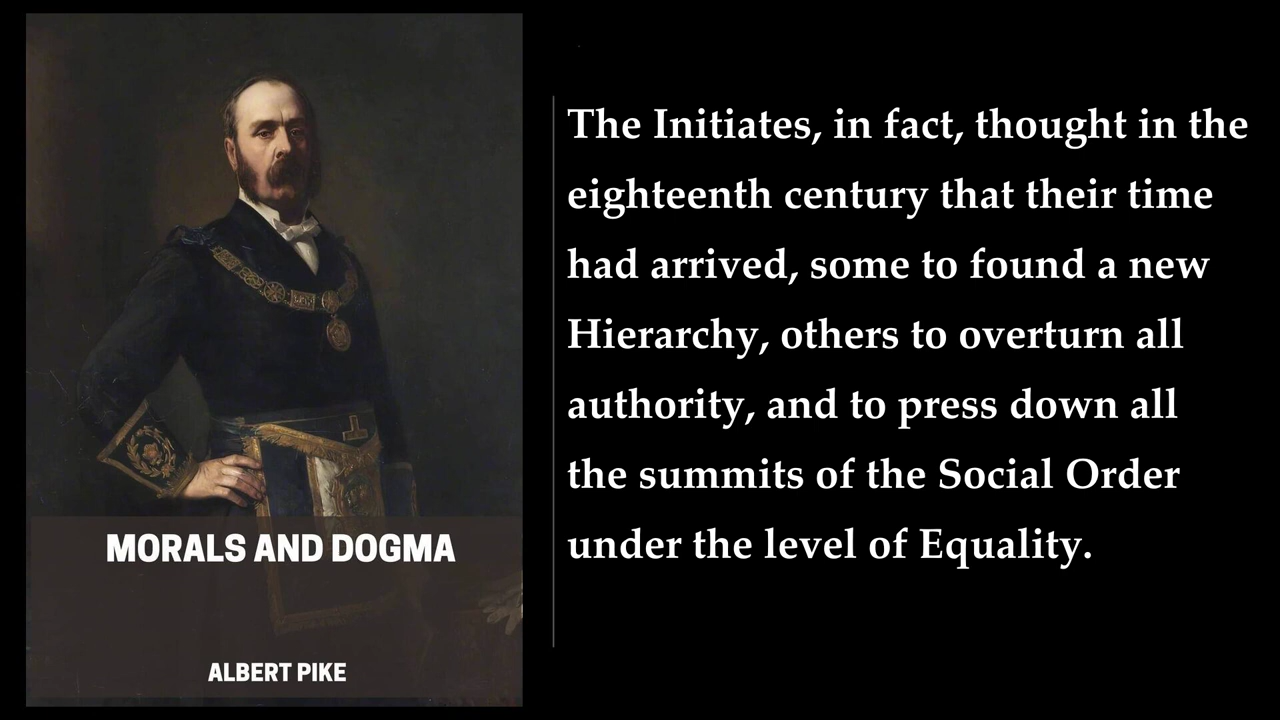 MORALS AND DOGMA
ALBERT PIKE
The Initiates, in fact, thought in the
eighteenth century that their time
had arrived, some to found a new
Hierarchy, others to overturn all
authority, and to press down all
the summits of the Social Order
under the level of Equality.